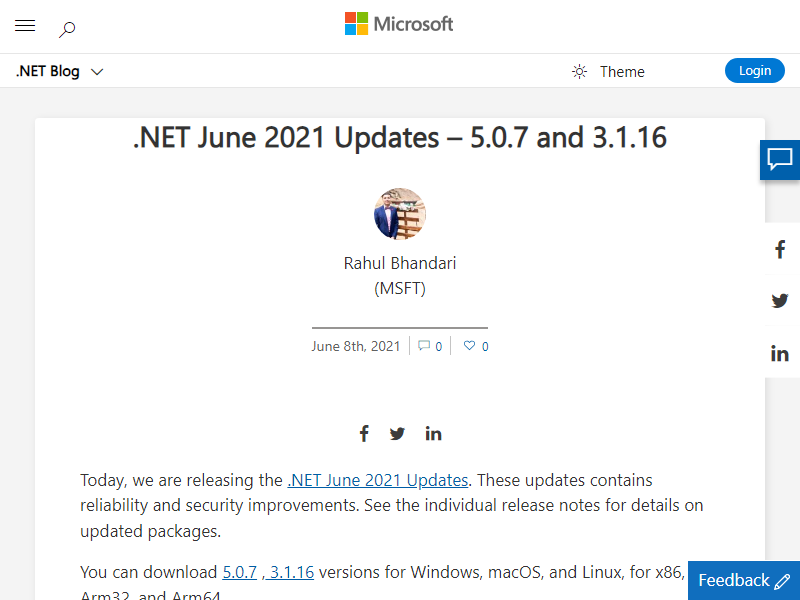 Microsoft
.NET Blog
Theme
Login
.NET June 2021 Updates – 5.0.7 and 3.1.16
Rahul Bhandari
(MSFT)
June 8th, 2021
0
0
Today, we are releasing the .NET June 2021 Updates. These updates contains
reliability and security improvements. See the individual release notes for details on
updated packages.
You can download 5.0.7 , 3.1.16 versions for Windows, macOS, and Linux, for x86,
Arm32, and Arm64.
Feedback